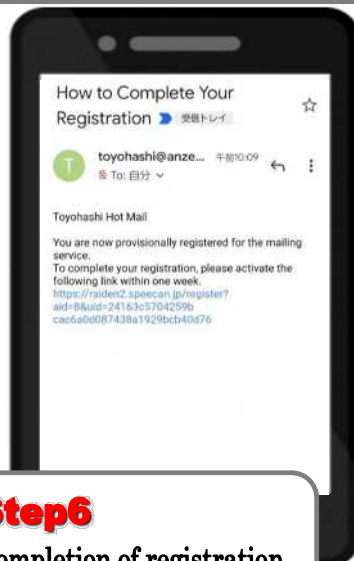 How to Complete Your
Registration 受信トレイ
T
toyohashi@anze... 午前10:09
To: 自分
Toyohashi Hot Mail
You are now provisionally registered for the mailing
service.
To complete your registration, please activate the
following link within one week.
https://raiden2.speecan.jp/register?
aid=8&uid=24163c5704259b
cac6a0d087438a1929bcb40d76
Step6
ompletion of registration